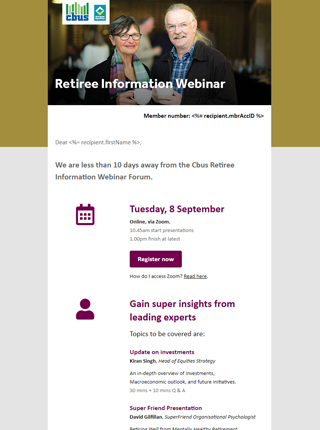 cbus
Retiree Information Webinar
Member number: <%= recipient.mbrAccID %>
Dear <%= recipient.firstName %>,
We are less than 10 days away from the Cbus Retiree
Information Webinar Forum.
Tuesday, 8 September
Online, via Zoom.
10.45am start presentations
1.00pm finish at latest
Register now
How do I access Zoom? Read here.
Gain super insights from
leading experts
Topics to be covered are:
Update on investments
Kiran Singh, Head of Equities Strategy
An in-depth overview of investments,
Macroeconomic outlook, and future initiatives.
30 mins + 10 mins Q & A
Super Friend Presentation
David Gilfillan, SuperFriend Organisational Psychologist
Retiring Well from Mentally Healthy Retirement